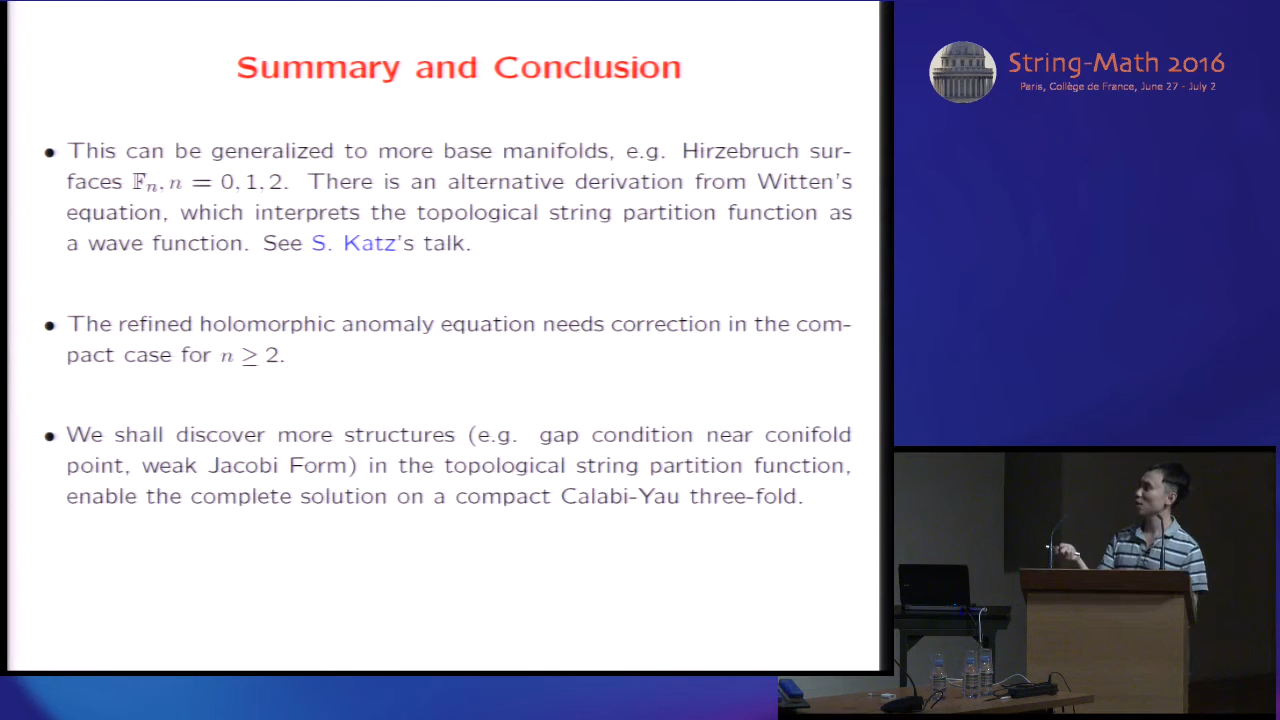 Summary and Conclusion
• This can be generalized to more base manifolds, e.g. Hirzebruch sur-
faces 𝔽ₙ, n = 0, 1, 2. There is an alternative derivation from Witten's
equation, which interprets the topological string partition function as
a wave function. See S. Katz's talk.
• The refined holomorphic anomaly equation needs correction in the com-
pact case for n ≥ 2.
• We shall discover more structures (e.g. gap condition near conifold
point, weak Jacobi Form) in the topological string partition function,
enable the complete solution on a compact Calabi-Yau three-fold.
String-Math 2016
Paris, Collège de France, June 27 - July 2